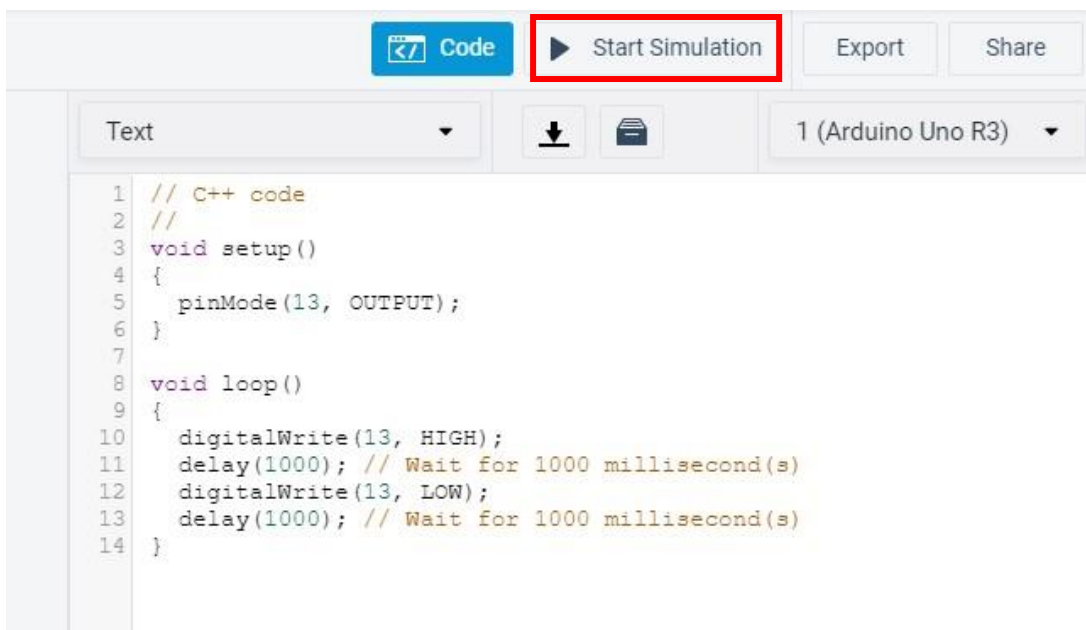 Code Start Simulation Export Share
Text 1 (Arduino Uno R3)
1 // C++ code
2 //
3 void setup()
4 {
5   pinMode(13, OUTPUT);
6 }
7
8 void loop()
9 {
10   digitalWrite(13, HIGH);
11   delay(1000); // Wait for 1000 millisecond(s)
12   digitalWrite(13, LOW);
13   delay(1000); // Wait for 1000 millisecond(s)
14 }